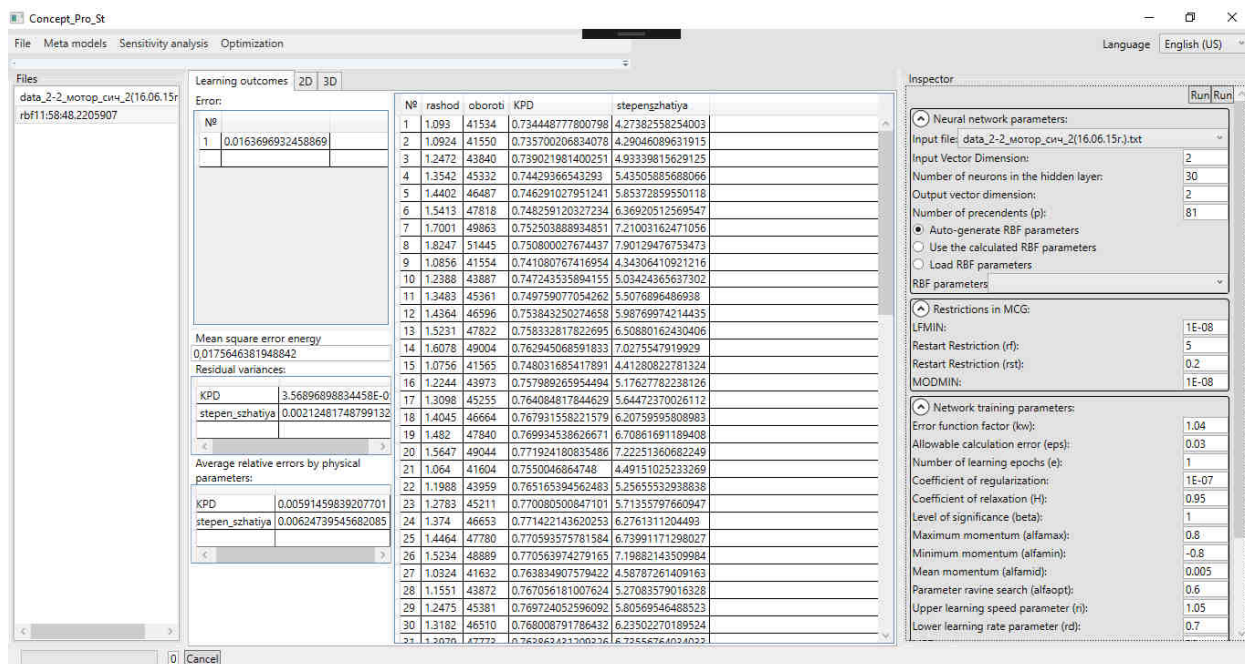 Concept_Pro_St
File Meta models Sensitivity analysis Optimization
Language English (US)
Files
data_2-2_мотор_сич_2(16.06.15г
rbf11:58:48.2205907
Learning outcomes 2D 3D
Error:
№
1 0.0163696932458869
Mean square error energy
0,0175646381948842
Residual variances:
KPD 3.56896898834458E-0
stepen_szhatiya 0.00212481748799132
Average relative errors by physical
parameters:
KPD 0.00591459839207701
stepen_szhatiya 0.00624739545682085
№ rashod oboroti KPD stepenszhatiya
1 1.093 41534 0.734448777800798 4.27382558254003
2 1.0924 41550 0.735700206834078 4.29046089631915
3 1.2472 43840 0.739021981400251 4.93339815629125
4 1.3542 45332 0.74429366543293 5.43505885688066
5 1.4402 46487 0.746291027951241 5.85372859550118
6 1.5413 47818 0.748259120327234 6.36920512569547
7 1.7001 49863 0.752503888934851 7.21003162471056
8 1.8247 51445 0.750800027674437 7.90129476753473
9 1.0856 41554 0.741080767416954 4.34306410921216
10 1.2388 43887 0.747243535894155 5.03424365637302
11 1.3483 45361 0.749759077054262 5.5076896486938
12 1.4364 46596 0.753843250274658 5.98769974214435
13 1.5231 47822 0.758332817822695 6.50880162430406
14 1.6078 49004 0.762945068591833 7.0275547919929
15 1.0756 41565 0.748031685417891 4.41280822781324
16 1.2244 43973 0.757989265954494 5.17627782238126
17 1.3098 45255 0.764084817844629 5.64472370026112
18 1.4045 46664 0.767931558221579 6.20759595808983
19 1.482 47840 0.769934538626671 6.70861691189408
20 1.5647 49044 0.771924180835486 7.22251360682249
21 1.064 41604 0.7550046864748 4.49151025233269
22 1.1988 43959 0.765165394562483 5.25655532938838
23 1.2783 45211 0.770080500847101 5.71355797660947
24 1.374 46653 0.771422143620253 6.2761311204493
25 1.4464 47780 0.770593575781584 6.73991171298027
26 1.5234 48889 0.770563974279165 7.19882143509984
27 1.0324 41632 0.763834907579422 4.58787261409163
28 1.1551 43872 0.767056181007624 5.27083579016328
29 1.2475 45381 0.769724052596092 5.80569546488523
30 1.3182 46510 0.768008791786432 6.23502270189524
Inspector
Run Run
Neural network parameters:
Input file: data_2-2_мотор_сич_2(16.06.15г.).txt
Input Vector Dimension: 2
Number of neurons in the hidden layer: 30
Output vector dimension: 2
Number of precendents (p): 81
Auto-generate RBF parameters
Use the calculated RBF parameters
Load RBF parameters
RBF parameters
Restrictions in MCG:
LFMIN: 1E-08
Restart Restriction (rf): 5
Restart Restriction (rst): 0.2
MODMIN: 1E-08
Network training parameters:
Error function factor (kw): 1.04
Allowable calculation error (eps): 0.03
Number of learning epochs (e): 1
Coefficient of regularization: 1E-07
Coefficient of relaxation (H): 0.95
Level of significance (beta): 1
Maximum momentum (alfamax): 0.8
Minimum momentum (alfamin): -0.8
Mean momentum (alfamid): 0.005
Parameter ravine search (alfaopt): 0.6
Upper learning speed parameter (ri): 1.05
Lower learning rate parameter (rd): 0.7
0 Cancel